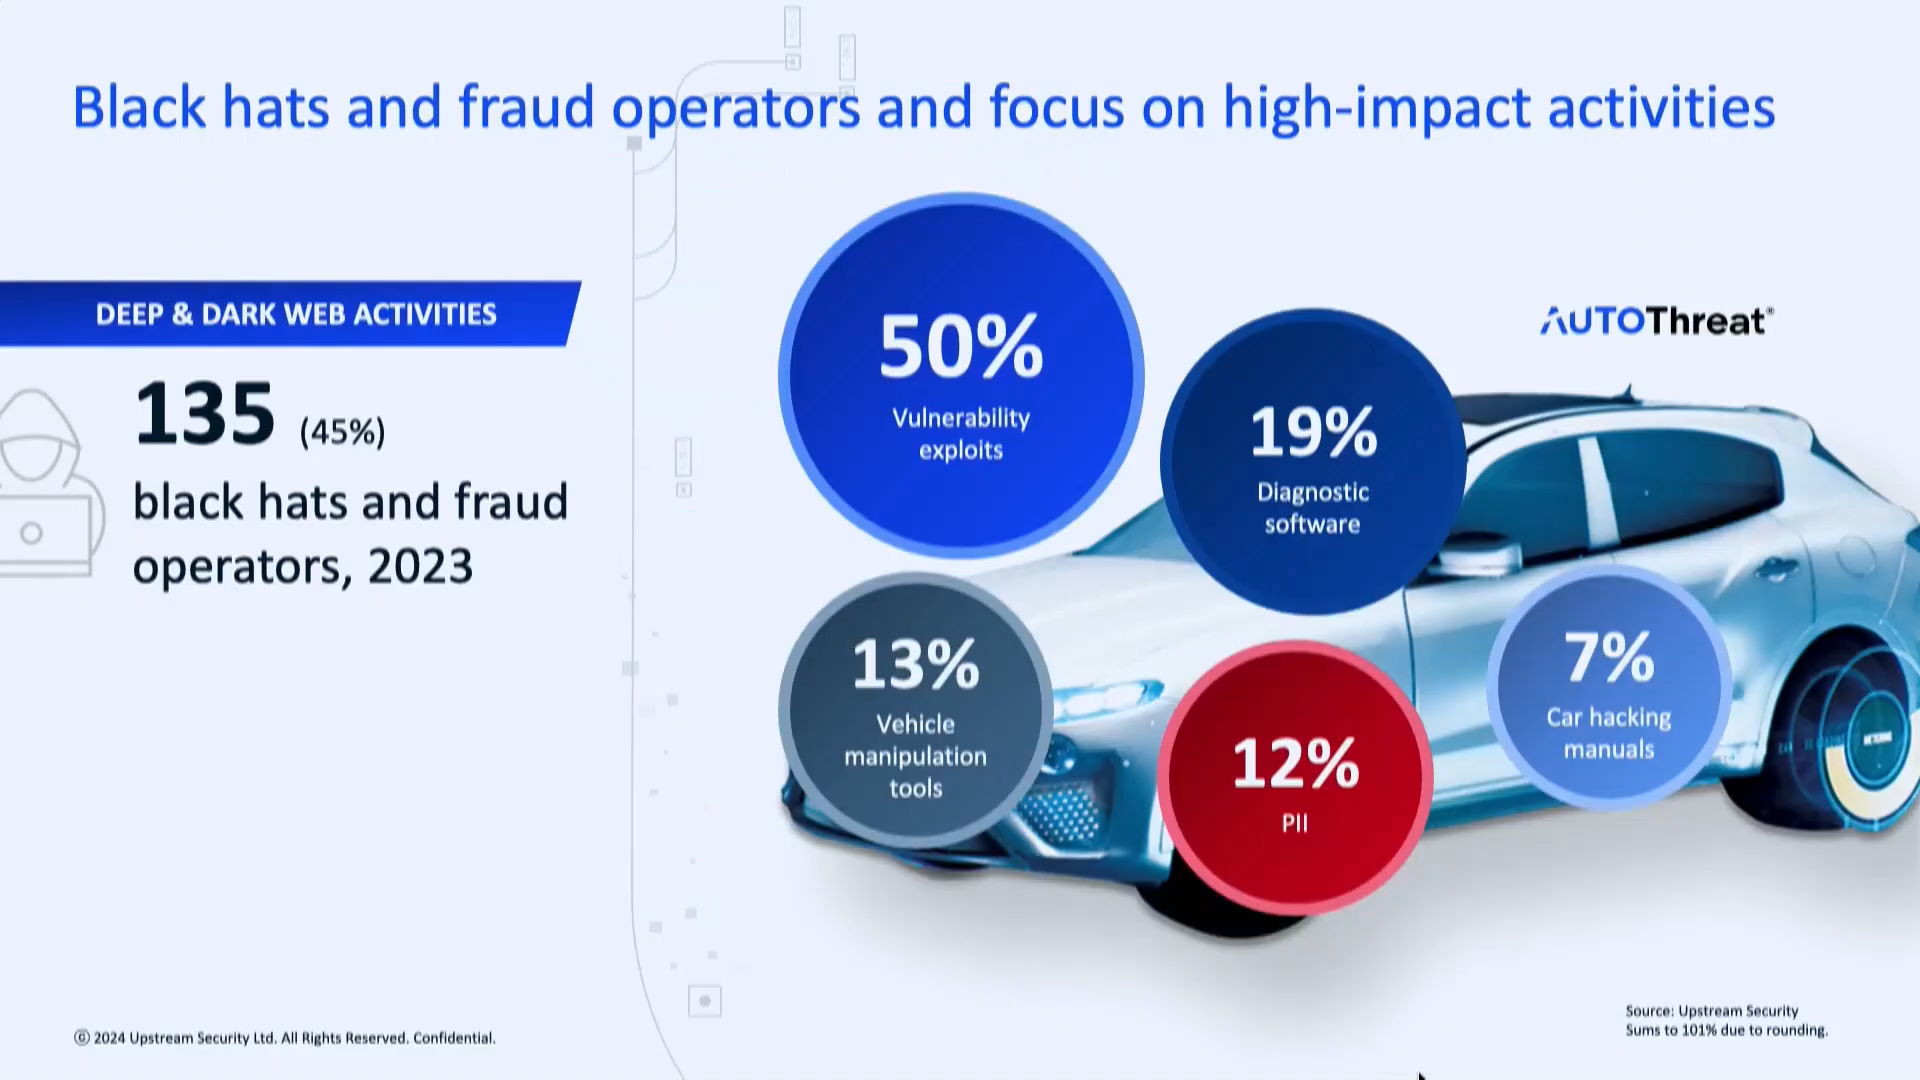 Black hats and fraud operators and focus on high-impact activities
DEEP & DARK WEB ACTIVITIES
135 (45%)
black hats and fraud
operators, 2023
50%
Vulnerability
exploits
19%
Diagnostic
software
AUTOThreat®
13%
Vehicle
manipulation
tools
12%
PII
7%
Car hacking
manuals
© 2024 Upstream Security Ltd. All Rights Reserved. Confidential.
Source: Upstream Security
Sums to 101% due to rounding.